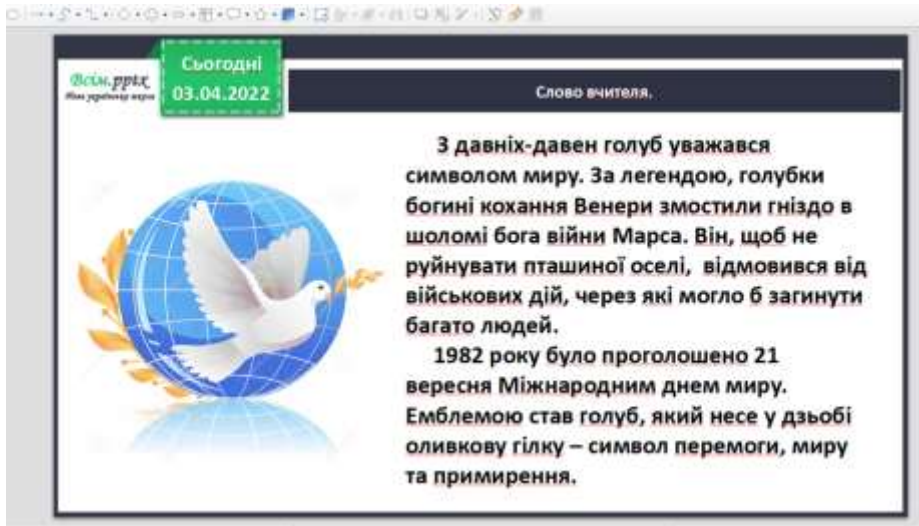 Сьогодні
03.04.2022
Всім.pptx
Нова українська школа
Слово вчителя.
З давніх-давен голуб уважався
символом миру. За легендою, голубки
богині кохання Венери змостили гніздо в
шоломі бога війни Марса. Він, щоб не
руйнувати пташиної оселі, відмовився від
військових дій, через які могло б загинути
багато людей.
1982 року було проголошено 21
вересня Міжнародним днем миру.
Емблемою став голуб, який несе у дзьобі
оливкову гілку – символ перемоги, миру
та примирення.